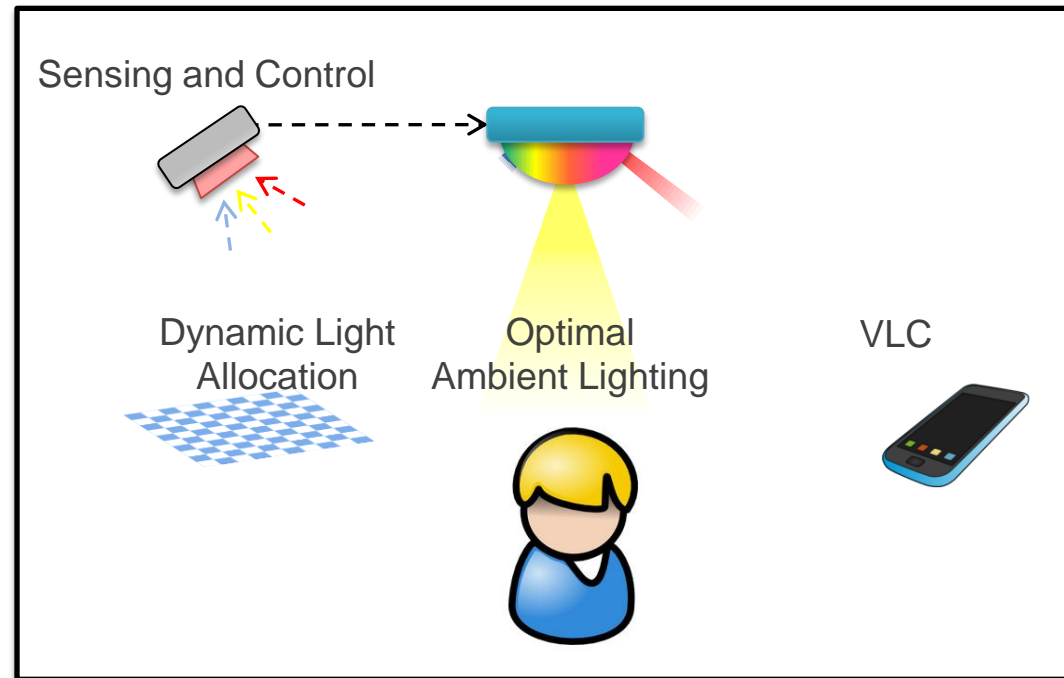 Sensing and Control
Dynamic Light
Allocation
Optimal
Ambient Lighting
VLC